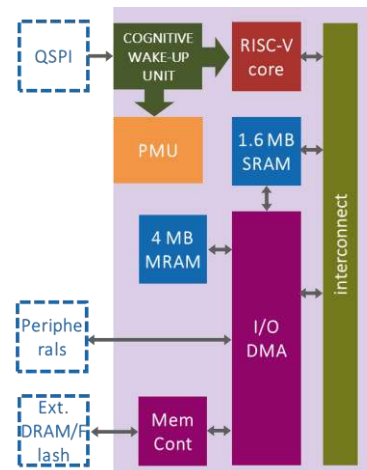 QSPI
COGNITIVE
WAKE-UP
UNIT
RISC-V
core
PMU
1.6 MB
SRAM
4 MB
MRAM
interconnect
I/O
DMA
Periphe
rals
Ext.
DRAM/F
lash
Mem
Cont